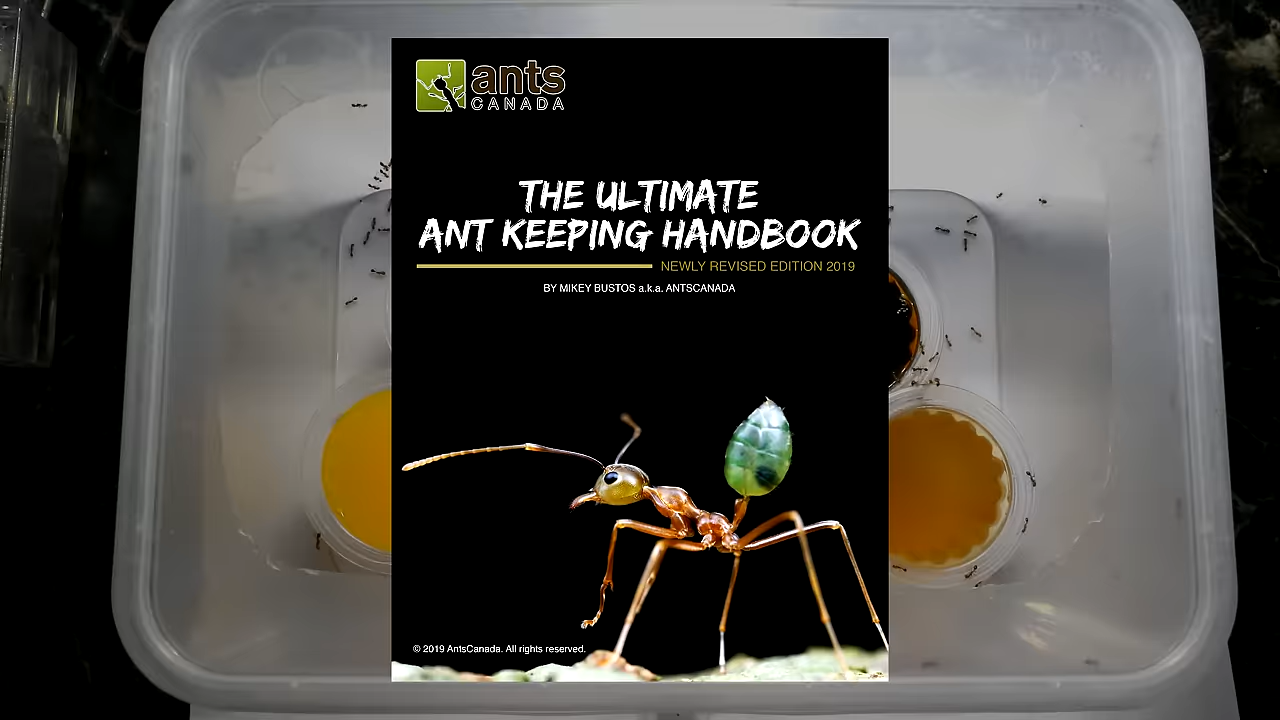 ants
CANADA
THE ULTIMATE
ANT KEEPING HANDBOOK
NEWLY REVISED EDITION 2019
BY MIKEY BUSTOS a.k.a. ANTSCANADA
© 2019 AntsCanada. All rights reserved.